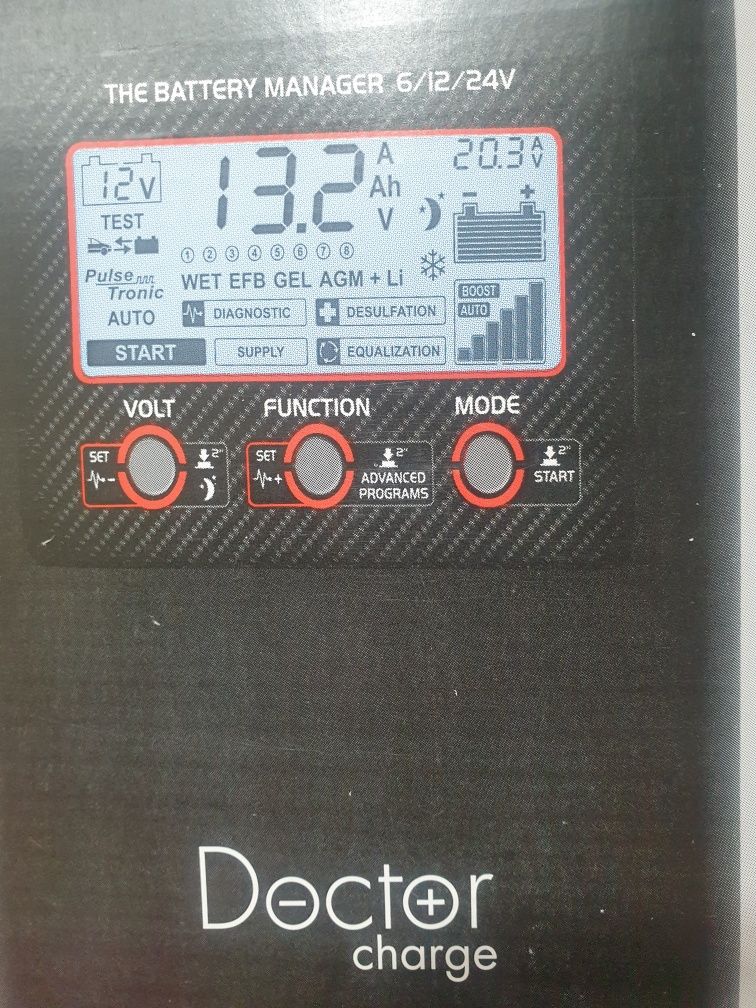 THE BATTERY MANAGER 6/12/24V
12V
13.2
A
Ah
V
20.3 A
V
TEST
- +
1 2 3 4 5 6 7 8
Pulse
Tronic
WET EFB GEL AGM + Li
AUTO
DIAGNOSTIC
DESULFATION
BOOST
AUTO
START
SUPPLY
EQUALIZATION
VOLT
FUNCTION
MODE
SET
-
2"
SET
+
2"
ADVANCED
PROGRAMS
2"
START
Doctor
charge